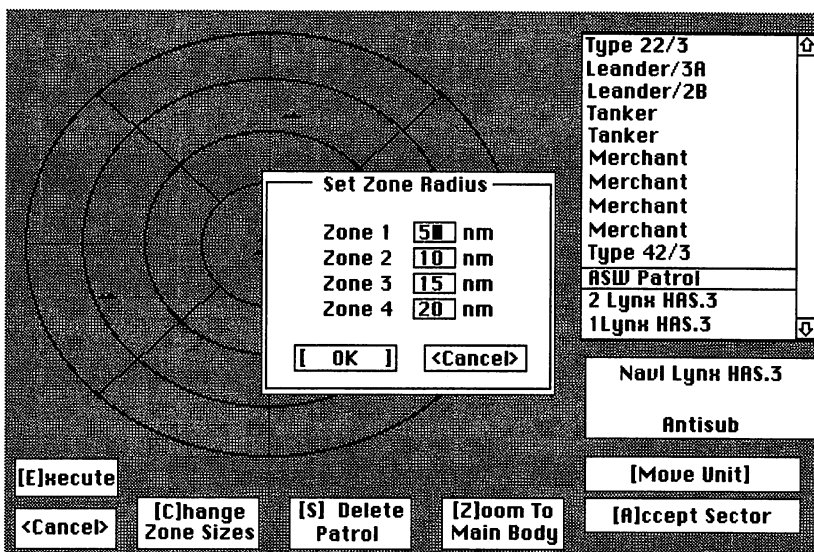 Type 22/3
Leander/3A
Leander/2B
Tanker
Tanker
Merchant
Merchant
Merchant
Merchant
Type 42/3
ASW Patrol
2 Lynx HAS.3
1Lynx HAS.3
Set Zone Radius
Zone 1 5 nm
Zone 2 10 nm
Zone 3 15 nm
Zone 4 20 nm
[ OK ] <Cancel>
Navl Lynx HAS.3
Antisub
[E]xecute
<Cancel>
[C]hange
Zone Sizes
[S] Delete
Patrol
[Z]oom To
Main Body
[Move Unit]
[A]ccept Sector